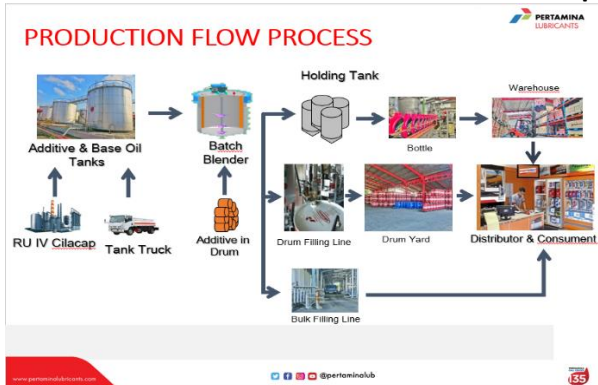 PERTAMINA
LUBRICANTS
PRODUCTION FLOW PROCESS
Holding Tank
Warehouse
Additive & Base Oil
Tanks
Batch
Blender
Bottle
RU IV Cilacap
Tank Truck
Additive in
Drum
Drum Filling Line
Drum Yard
Distributor & Consument
Bulk Filling Line
www.pertaminalubricants.com
@pertaminalub
135